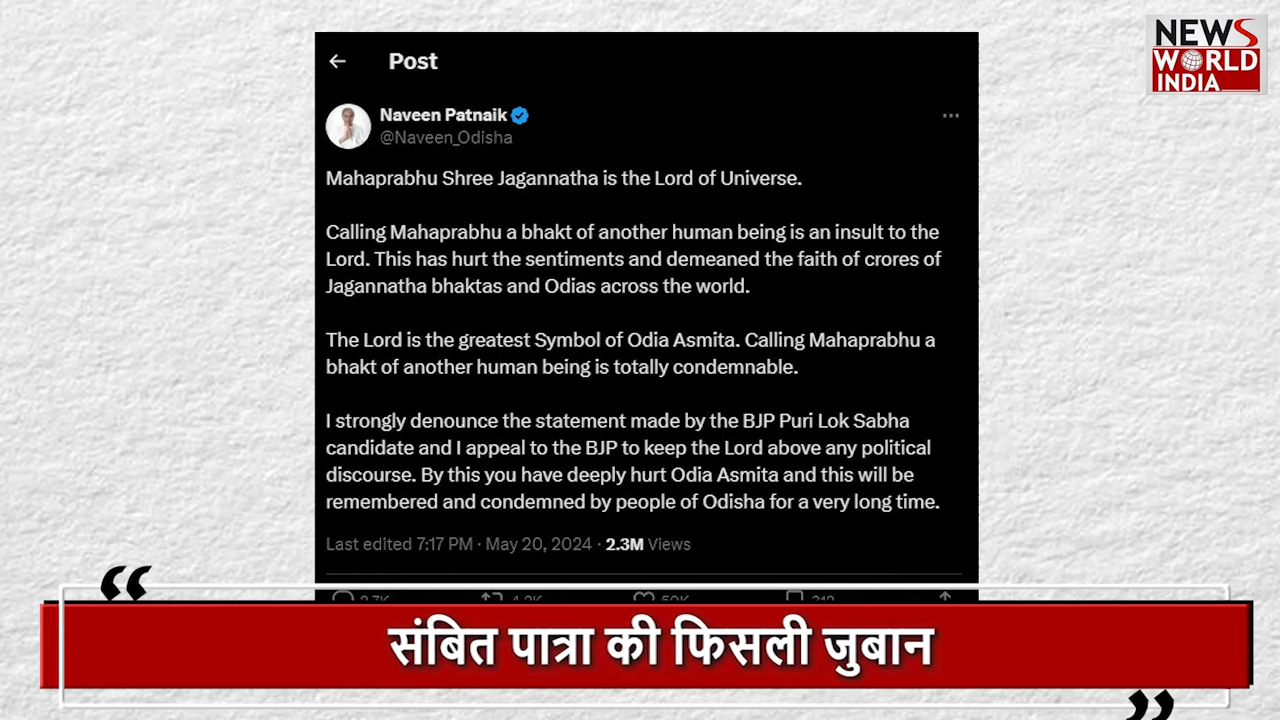 NEWS
WORLD
INDIA
Post
Naveen Patnaik
@Naveen_Odisha
Mahaprabhu Shree Jagannatha is the Lord of Universe.
Calling Mahaprabhu a bhakt of another human being is an insult to the
Lord. This has hurt the sentiments and demeaned the faith of crores of
Jagannatha bhaktas and Odias across the world.
The Lord is the greatest Symbol of Odia Asmita. Calling Mahaprabhu a
bhakt of another human being is totally condemnable.
I strongly denounce the statement made by the BJP Puri Lok Sabha
candidate and I appeal to the BJP to keep the Lord above any political
discourse. By this you have deeply hurt Odia Asmita and this will be
remembered and condemned by people of Odisha for a very long time.
Last edited 7:17 PM · May 20, 2024 · 2.3M Views
“
संबित पात्रा की फिसली जुबान
”